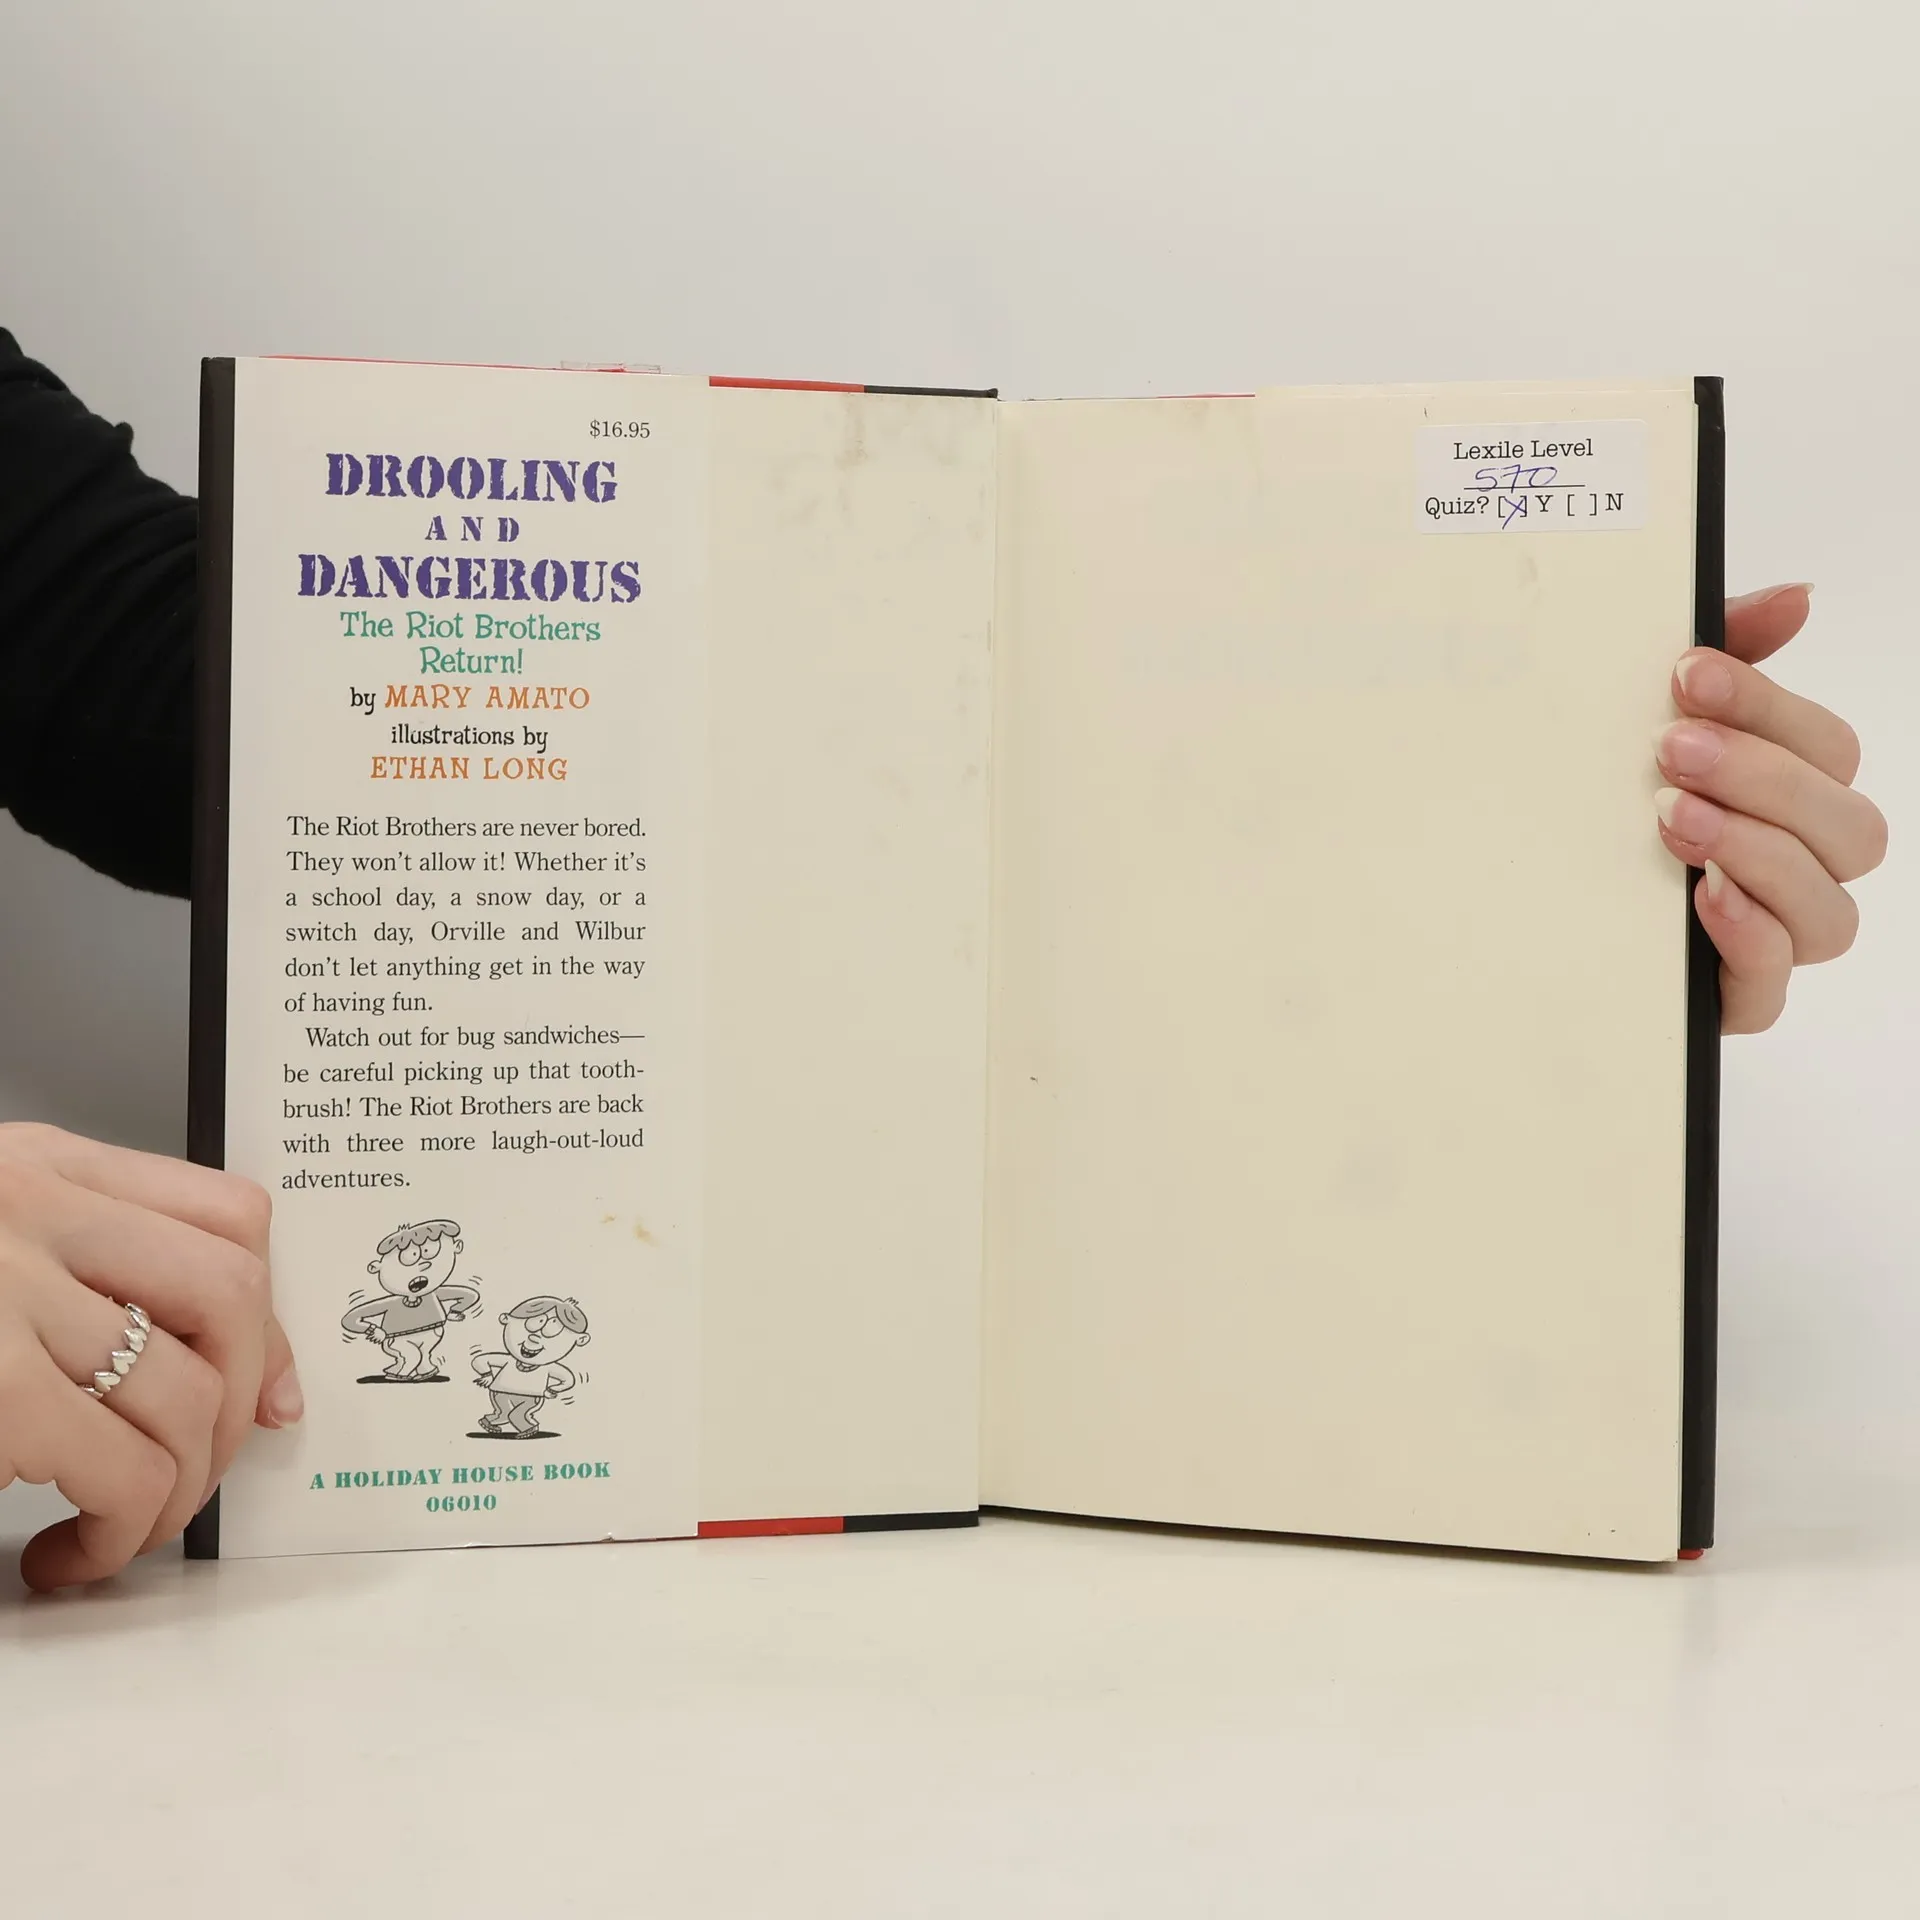 $16.95
DROOLING
AND
DANGEROUS
The Riot Brothers
Return!
by MARY AMATO
illustrations by
ETHAN LONG
The Riot Brothers are never bored.
They won't allow it! Whether it's
a school day, a snow day, or a
switch day, Orville and Wilbur
don't let anything get in the way
of having fun.
Watch out for bug sandwiches—
be careful picking up that tooth-
brush! The Riot Brothers are back
with three more laugh-out-loud
adventures.
A HOLIDAY HOUSE BOOK
06010
Lexile Level
570
Quiz? [X] Y [ ] N